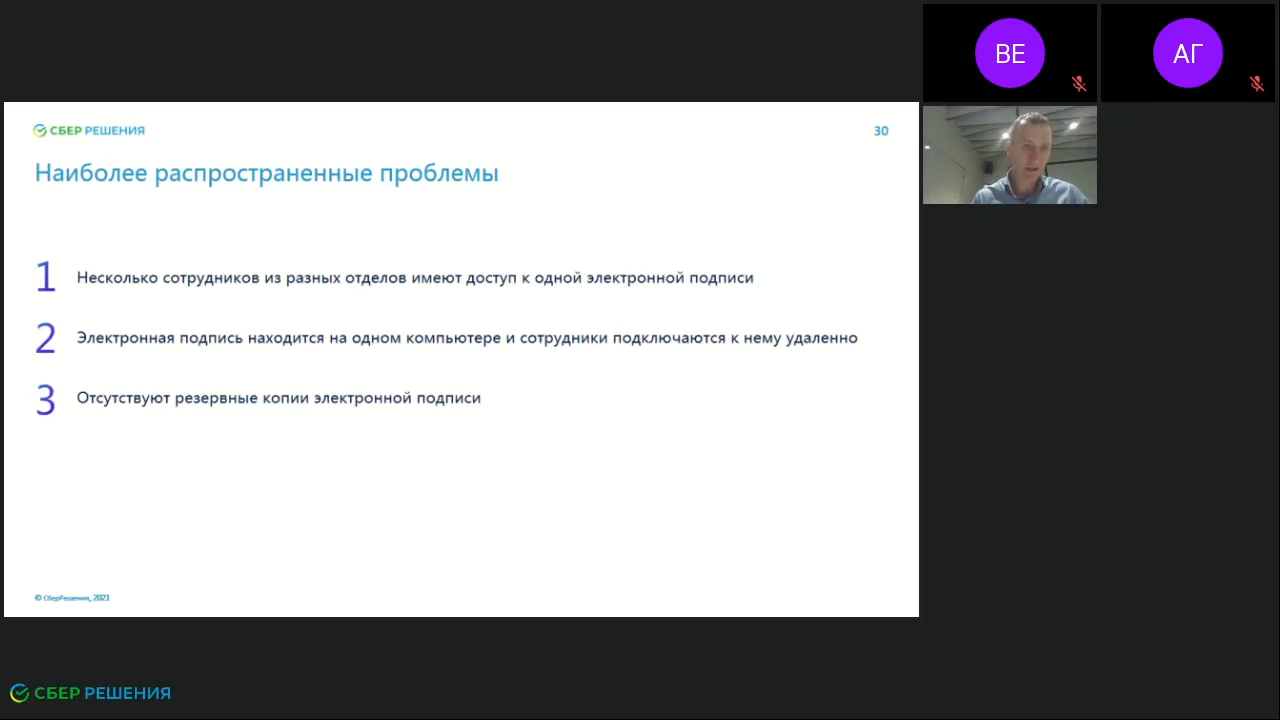 ВЕ
АГ
СБЕР РЕШЕНИЯ
30
Наиболее распространенные проблемы
1 Несколько сотрудников из разных отделов имеют доступ к одной электронной подписи
2 Электронная подпись находится на одном компьютере и сотрудники подключаются к нему удаленно
3 Отсутствуют резервные копии электронной подписи
© СберРешения, 2021
СБЕР РЕШЕНИЯ